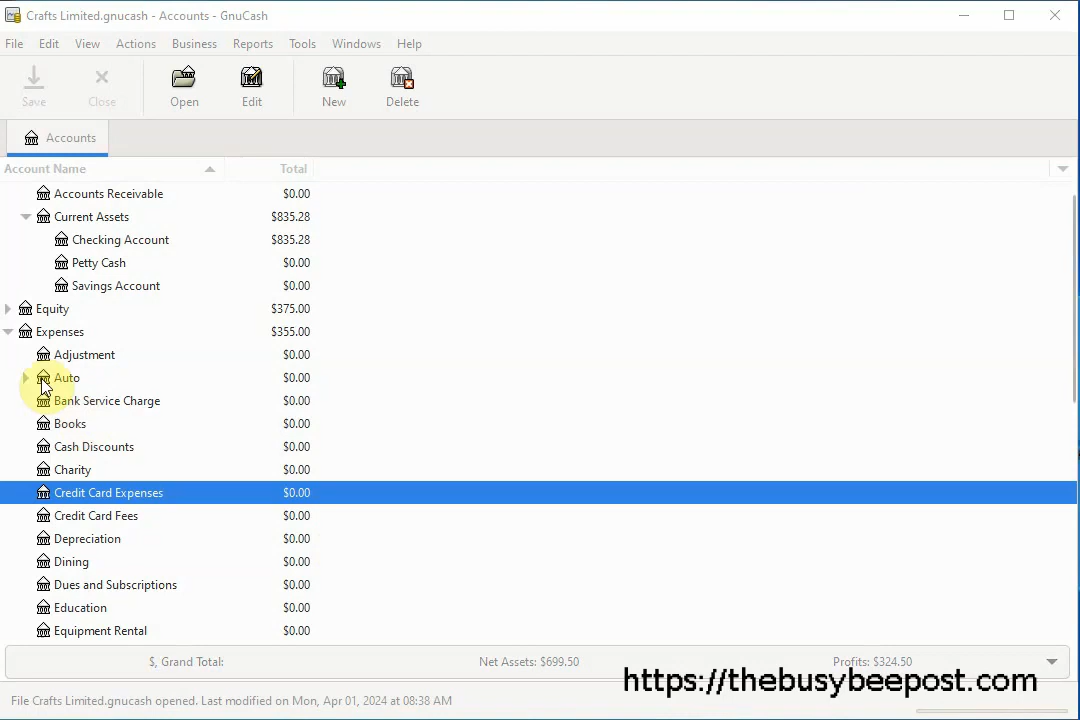 Crafts Limited.gnucash - Accounts - GnuCash
File Edit View Actions Business Reports Tools Windows Help
Save Close Open Edit New Delete
Accounts
Account Name Total
Accounts Receivable $0.00
Current Assets $835.28
Checking Account $835.28
Petty Cash $0.00
Savings Account $0.00
Equity $375.00
Expenses $355.00
Adjustment $0.00
Auto $0.00
Bank Service Charge $0.00
Books $0.00
Cash Discounts $0.00
Charity $0.00
Credit Card Expenses $0.00
Credit Card Fees $0.00
Depreciation $0.00
Dining $0.00
Dues and Subscriptions $0.00
Education $0.00
Equipment Rental $0.00
$, Grand Total: Net Assets: $699.50 Profits: $324.50
https://thebusybeepost.com
File Crafts Limited.gnucash opened. Last modified on Mon, Apr 01, 2024 at 08:38 AM